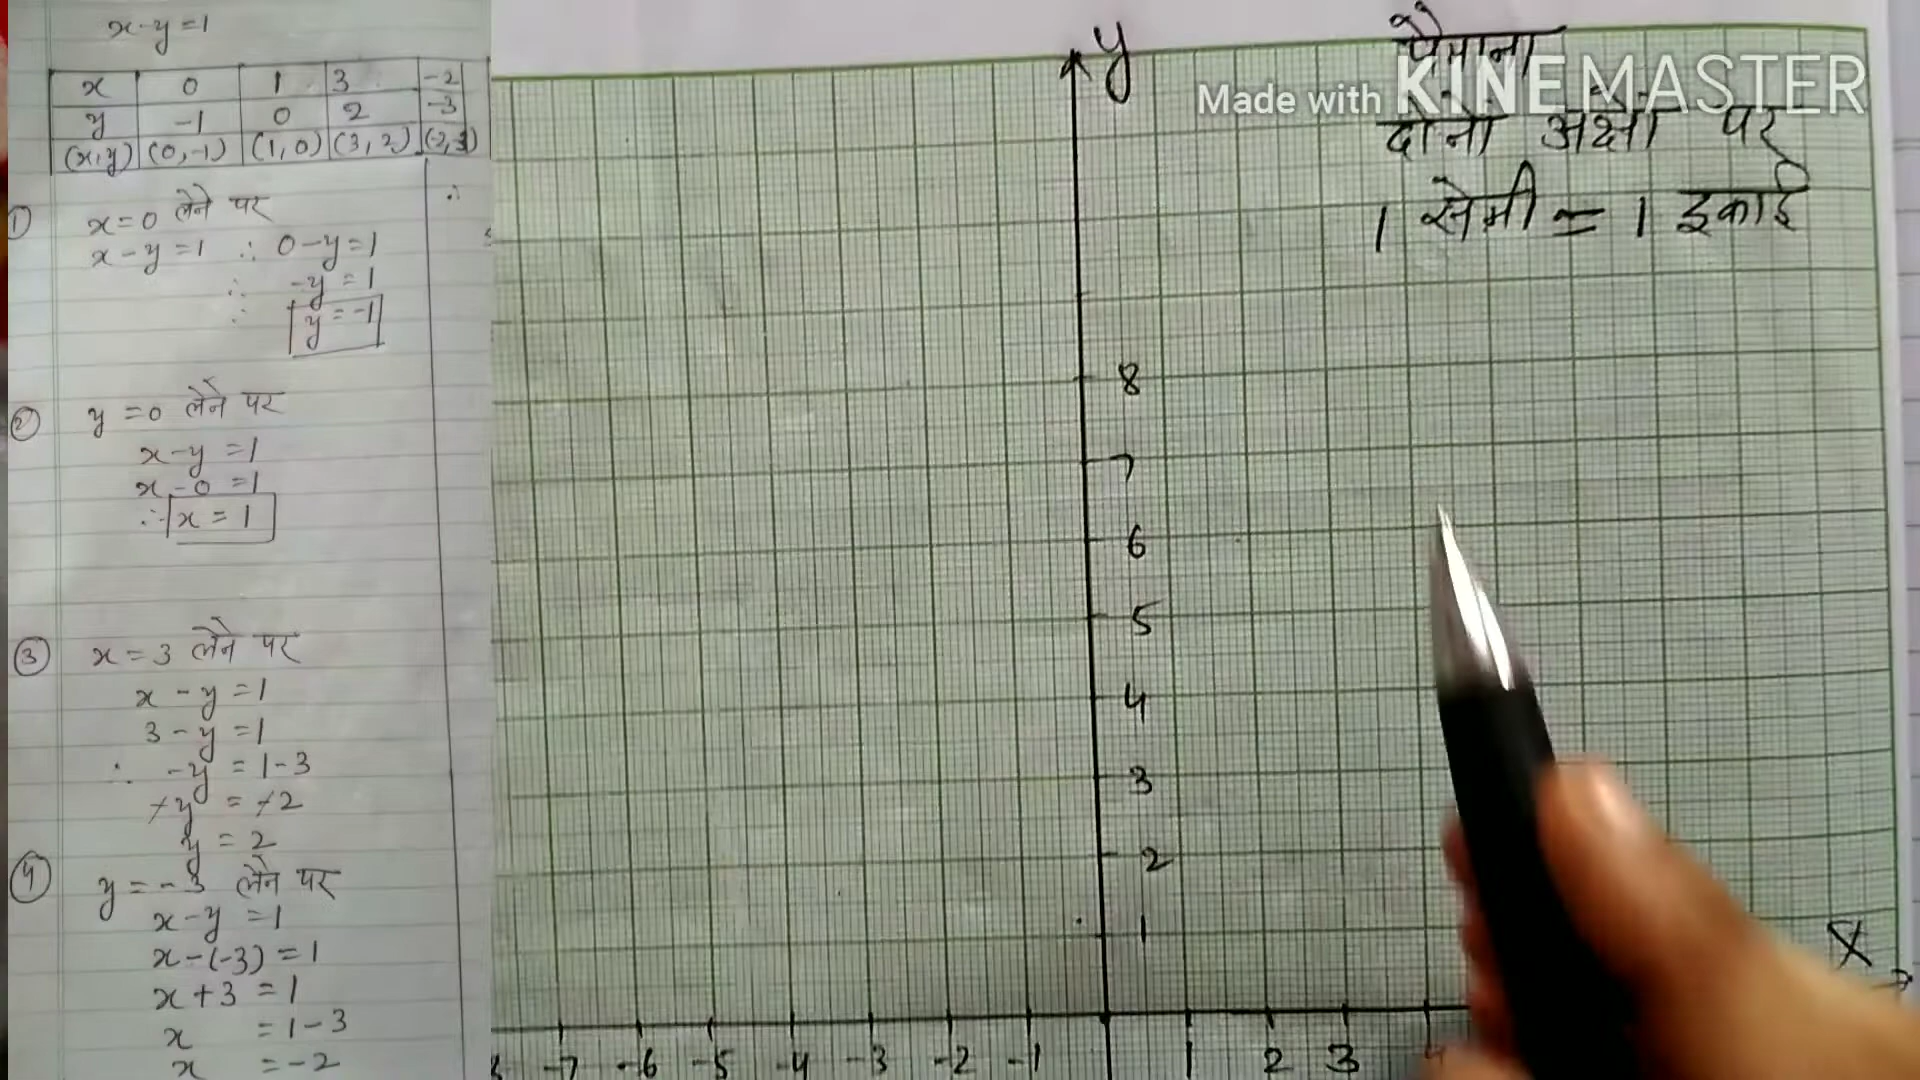 x-y=1
x 0 1 3 -2
y -1 0 2 -3
(x,y) (0,-1) (1,0) (3,2)
① x=0 लेने पर
x-y=1 ∴ 0-y=1
∴ -y=1
∴ y=-1
② y=0 लेने पर
x-y=1
x-0=1
∴ x=1
③ x=3 लेने पर
x-y=1
3-y=1
∴ -y=1-3
-y=-2
y=2
④ y=-3 लेने पर
x-y=1
x-(-3)=1
x+3=1
x=1-3
x=-2
y
पैमाना
Made with KINEMASTER
दोनो अक्षो पर
1 सेमी = 1 इकाई
8
7
6
5
4
3
2
1
X
-7 -6 -5 -4 -3 -2 -1 1 2 3 4